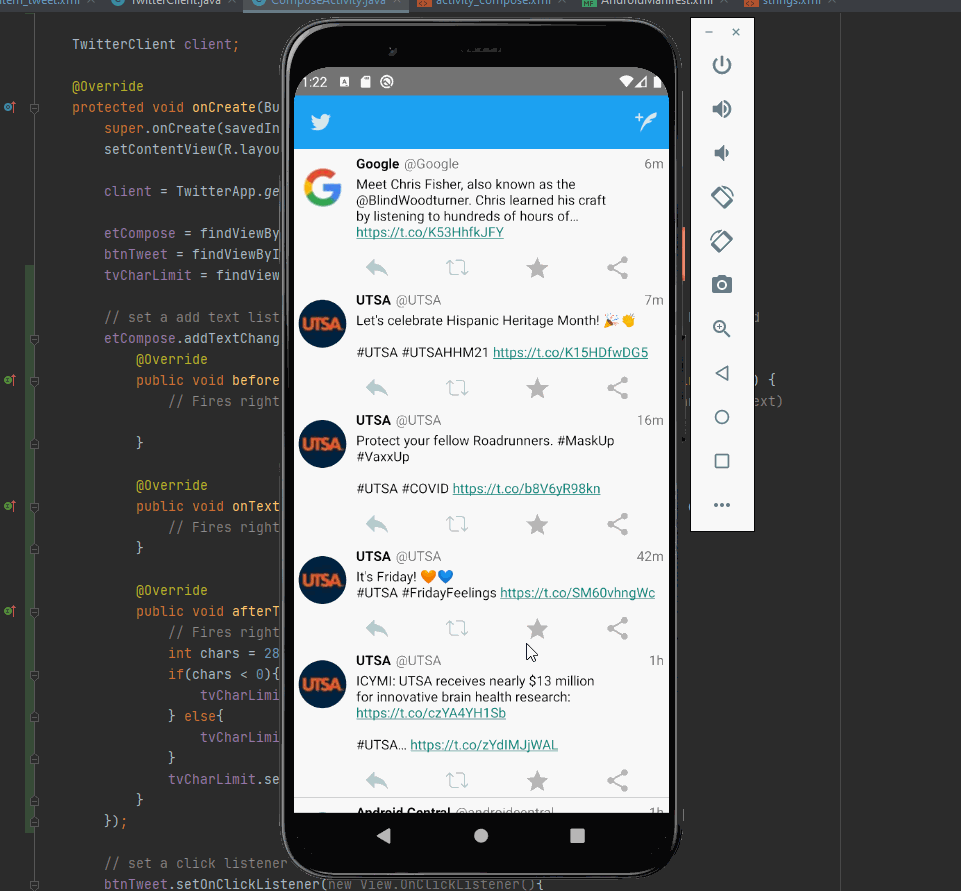 item_tweet.xml
TwitterClient.java
ComposeActivity.java
activity_compose.xml
AndroidManifest.xml
strings.xml
TwitterClient client;
@Override
protected void onCreate(Bu
super.onCreate(savedIn
setContentView(R.layou
client = TwitterApp.ge
etCompose = findViewBy
btnTweet = findViewByI
tvCharLimit = findView
// set a add text list
etCompose.addTextChang
@Override
public void before
) {
// Fires right
ext)
}
@Override
public void onText
// Fires right
}
@Override
public void afterT
// Fires right
int chars = 28
if(chars < 0){
tvCharLimi
} else{
tvCharLimi
}
tvCharLimit.se
}
});
// set a click listener
btnTweet.setOnClickListener(new View.OnClickListener(){
1:22
Google @Google 6m
Meet Chris Fisher, also known as the
@BlindWoodturner. Chris learned his craft
by listening to hundreds of hours of…
https://t.co/K53HhfkJFY
UTSA
UTSA @UTSA 7m
Let's celebrate Hispanic Heritage Month! 🎉 👏
#UTSA #UTSAHHM21 https://t.co/K15HDfwDG5
UTSA
UTSA @UTSA 16m
Protect your fellow Roadrunners. #MaskUp
#VaxxUp
#UTSA #COVID https://t.co/b8V6yR98kn
UTSA
UTSA @UTSA 42m
It's Friday! 🧡💙
#UTSA #FridayFeelings https://t.co/SM60vhngWc
UTSA
UTSA @UTSA 1h
ICYMI: UTSA receives nearly $13 million
for innovative brain health research:
https://t.co/czYA4YH1Sb
#UTSA… https://t.co/zYdIMJjWAL
Android Central @androidcentral 1h